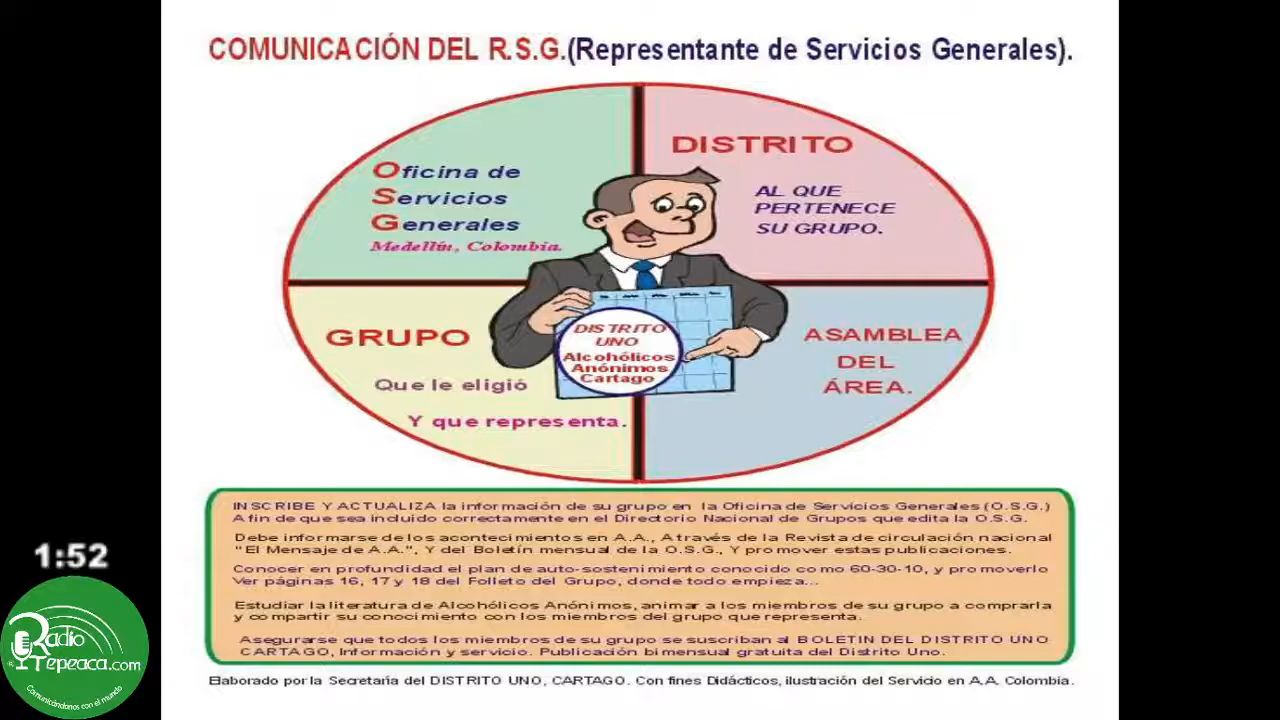 COMUNICACIÓN DEL R.S.G.(Representante de Servicios Generales).
Oficina de
Servicios
Generales
Medellín, Colombia.
DISTRITO
AL QUE
PERTENECE
SU GRUPO.
GRUPO
Que le eligió
Y que representa.
ASAMBLEA
DEL
ÁREA.
DISTRITO
UNO
Alcohólicos
Anónimos
Cartago
INSCRIBE Y ACTUALIZA la información de su grupo en la Oficina de Servicios Generales (O.S.G.)
A fin de que sea incluido correctamente en el Directorio Nacional de Grupos que edita la O.S.G.
Debe informarse de los acontecimientos en A.A., A través de la Revista de circulación nacional
"El Mensaje de A.A.", Y del Boletín mensual de la O.S.G., Y promover estas publicaciones.
Conocer en profundidad el plan de auto-sostenimiento conocido como 60-30-10, y promoverlo
Ver páginas 16, 17 y 18 del Folleto del Grupo, donde todo empieza...
Estudiar la literatura de Alcohólicos Anónimos, animar a los miembros de su grupo a comprarla
y compartir su conocimiento con los miembros del grupo que representa.
Asegurarse que todos los miembros de su grupo se suscriban al BOLETIN DEL DISTRITO UNO
CARTAGO, Información y servicio. Publicación bimensual gratuita del Distrito Uno.
Elaborado por la Secretaría del DISTRITO UNO, CARTAGO. Con fines Didácticos, ilustración del Servicio en A.A. Colombia.
1:52
Radio
Tepeaca.com
Comunicándonos con el mundo